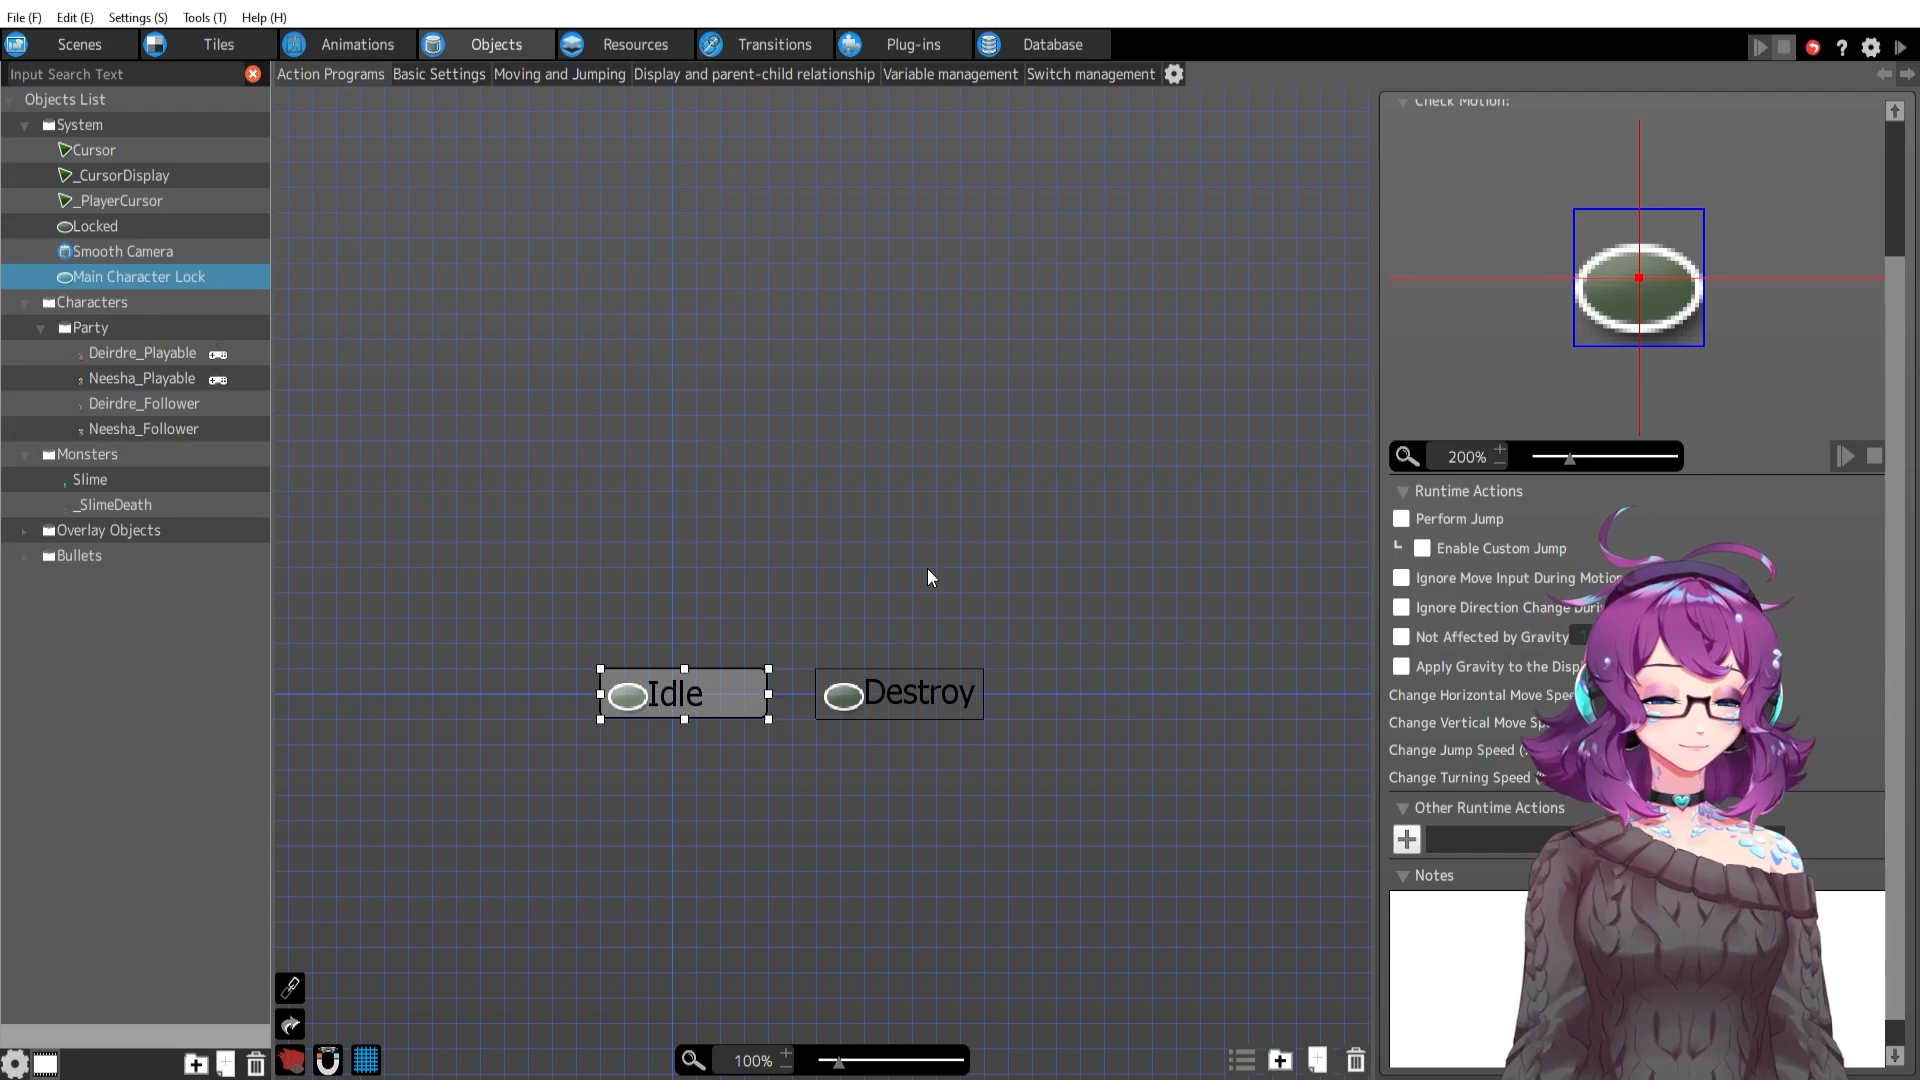 File (F) Edit (E) Settings (S) Tools (T) Help (H)
Scenes Tiles Animations Objects Resources Transitions Plug-ins Database
Input Search Text
Action Programs Basic Settings Moving and Jumping Display and parent-child relationship Variable management Switch management
Objects List
System
Cursor
_CursorDisplay
_PlayerCursor
Locked
Smooth Camera
Main Character Lock
Characters
Party
Deirdre_Playable
Neesha_Playable
Deirdre_Follower
Neesha_Follower
Monsters
Slime
_SlimeDeath
Overlay Objects
Bullets
Idle
Destroy
100%
Check Motion:
200%
Runtime Actions
Perform Jump
Enable Custom Jump
Ignore Move Input During Motion
Ignore Direction Change
Not Affected by Gravity
Apply Gravity to the
Change Horizontal Move
Change Vertical Move
Change Jump Speed
Change Turning Speed
Other Runtime Actions
Notes